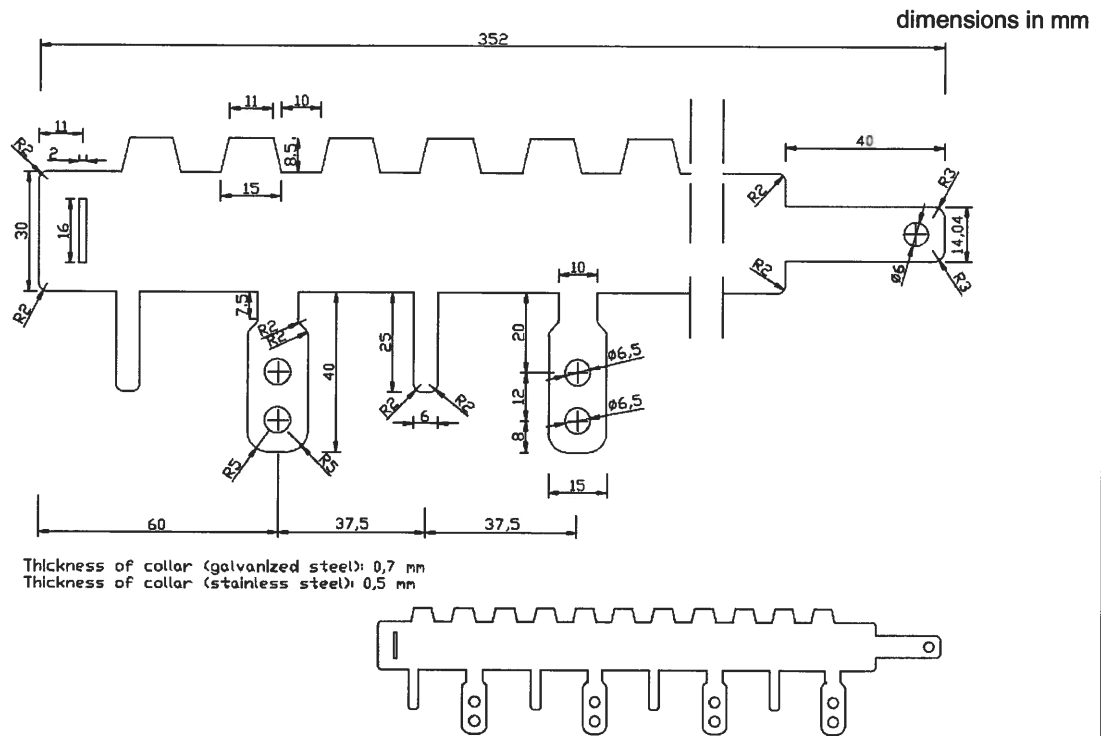 dimensions in mm
352
11
10
11
2
R2
8,5
15
40
R2
R3
30
16
14,04
Ø6
R2
R3
R2
7,5
10
R2
R2
40
25
20
Ø6,5
12
Ø6,5
R2
R2
6
8
R5
R5
15
60
37,5
37,5
Thickness of collar (galvanized steel): 0,7 mm
Thickness of collar (stainless steel): 0,5 mm